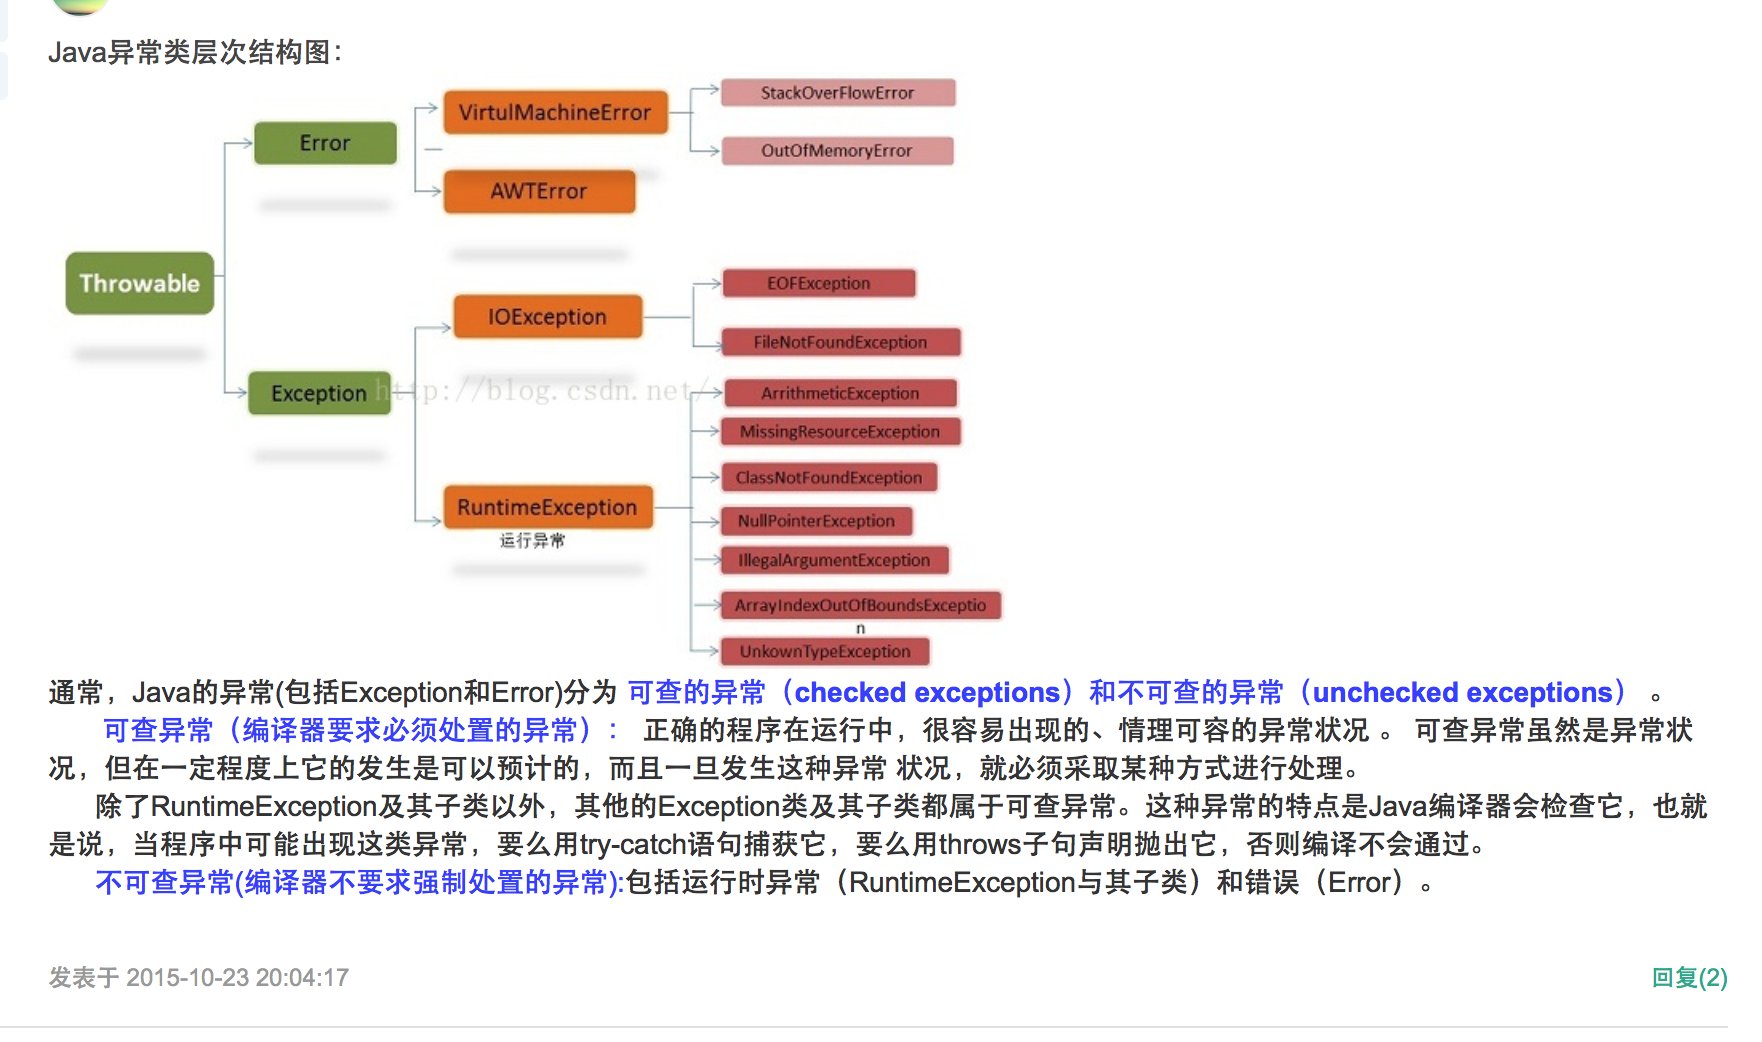 Java异常类层次结构图：
StackOverFlowError
VirtulMachineError
Error
OutOfMemoryError
AWTError
Throwable
EOFException
IOException
FileNotFoundException
Exception
http://blog.csdn.net/
ArrithmeticException
MissingResourceException
ClassNotFoundException
RuntimeException
NullPointerException
运行异常
IllegalArgumentException
ArrayIndexOutOfBoundsExceptio
n
UnkownTypeException
通常，Java的异常(包括Exception和Error)分为 可查的异常（checked exceptions）和不可查的异常（unchecked exceptions） 。
可查异常（编译器要求必须处置的异常）： 正确的程序在运行中，很容易出现的、情理可容的异常状况 。 可查异常虽然是异常状
况，但在一定程度上它的发生是可以预计的，而且一旦发生这种异常 状况，就必须采取某种方式进行处理。
除了RuntimeException及其子类以外，其他的Exception类及其子类都属于可查异常。这种异常的特点是Java编译器会检查它，也就
是说，当程序中可能出现这类异常，要么用try-catch语句捕获它，要么用throws子句声明抛出它，否则编译不会通过。
不可查异常(编译器不要求强制处置的异常):包括运行时异常（RuntimeException与其子类）和错误（Error）。
发表于 2015-10-23 20:04:17
回复(2)